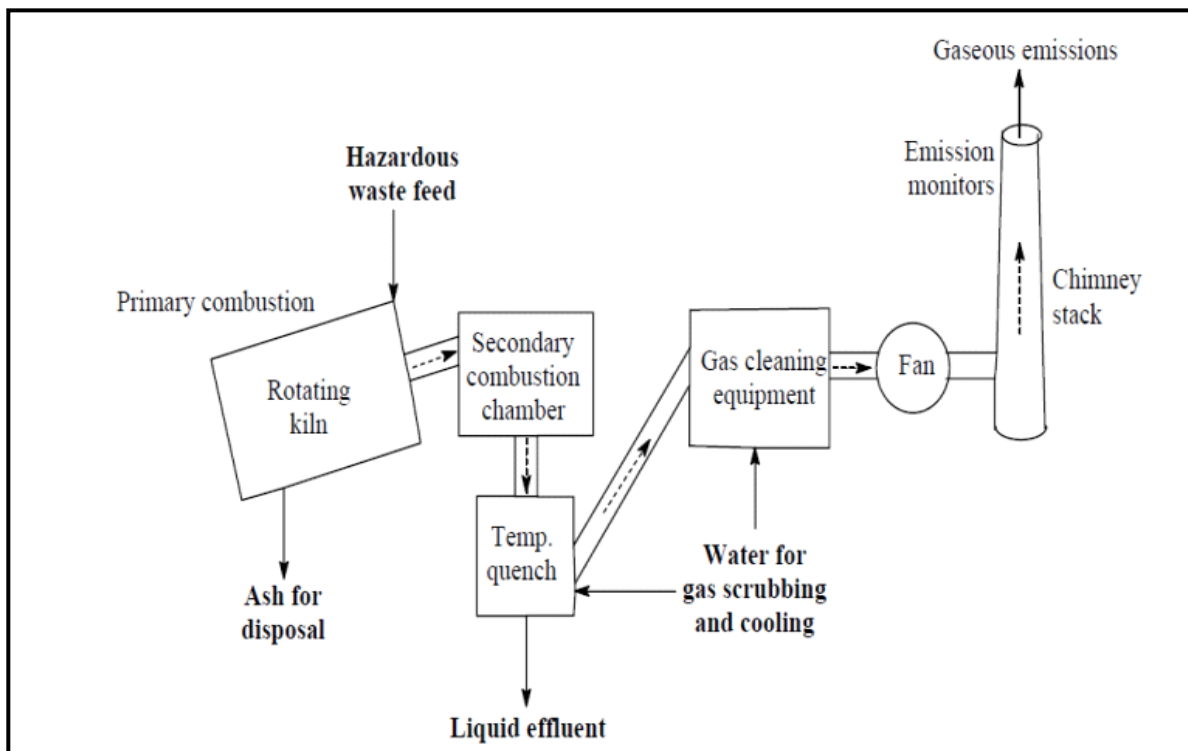 Gaseous emissions
Emission
monitors
Hazardous
waste feed
Primary combustion
Rotating
kiln
Secondary
combustion
chamber
Gas cleaning
equipment
Fan
Chimney
stack
Temp.
quench
Water for
gas scrubbing
and cooling
Ash for
disposal
Liquid effluent